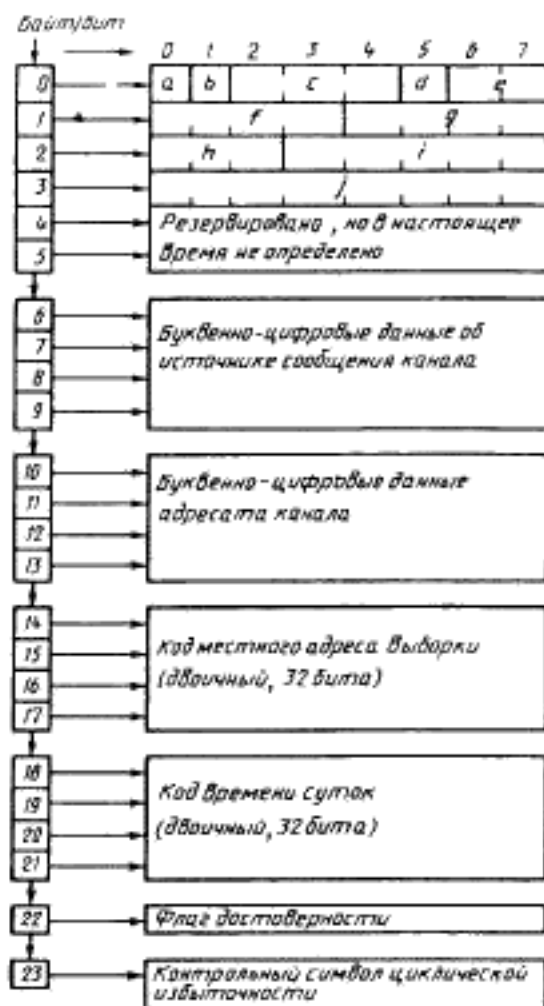 Байт/бит
0 1 2 3 4 5 6 7
0 a b c d e
1 f g
2 h i
3 j
4 Резервировано, но в настоящее
5 время не определено
6
7 Буквенно-цифровые данные об
8 источнике сообщения канала
9
10
11 Буквенно-цифровые данные
12 адресата канала
13
14
15 Код местного адреса выборки
16 (двоичный, 32 бита)
17
18
19 Код времени суток
20 (двоичный, 32 бита)
21
22 Флаг достоверности
23 Контрольный символ циклической
избыточности